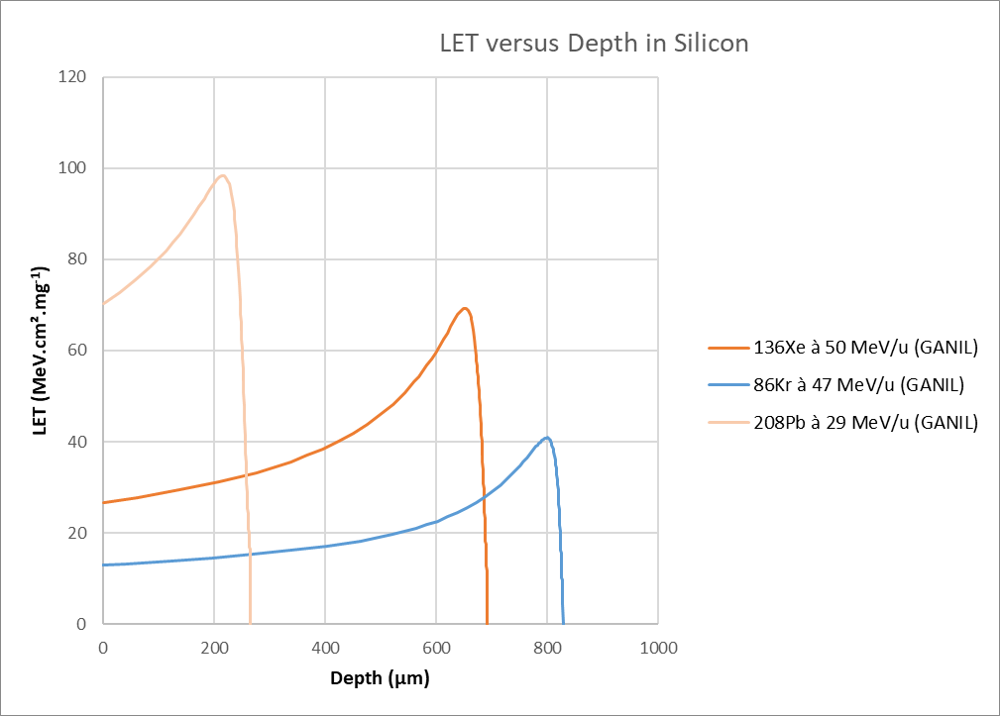 LET versus Depth in Silicon
120
100
80
60
40
20
0
LET (MeV.cm².mg-1)
0 200 400 600 800 1000
Depth (µm)
136Xe à 50 MeV/u (GANIL)
86Kr à 47 MeV/u (GANIL)
208Pb à 29 MeV/u (GANIL)